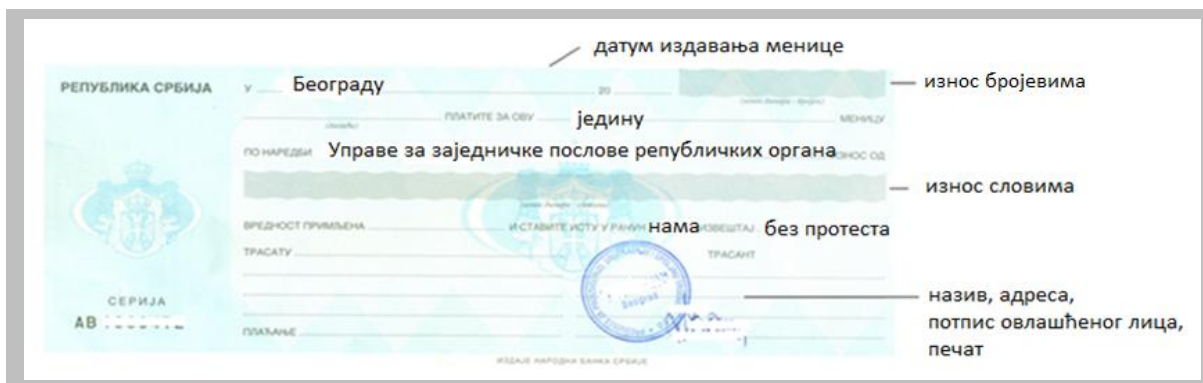 датум издавања менице
РЕПУБЛИКА СРБИЈА У Београду 20 износ бројевима
ПЛАТИТЕ ЗА ОВУ једину МЕНИЦУ
ПО НАРЕДБИ Управе за заједничке послове републичких органа ИЗНОС ОД
износ словима
ВРЕДНОСТ ПРИМЉЕНА И СТАВИТЕ ИСТУ У РАЧУН нама ИЗВЕШТАЈ без протеста
ТРАСАТУ ТРАСАНТ
Београд
СЕРИЈА
AB
назив, адреса,
потпис овлашћеног лица,
печат
ПЛАЋАЊЕ
ИЗДАЈЕ НАРОДНА БАНКА СРБИЈЕ